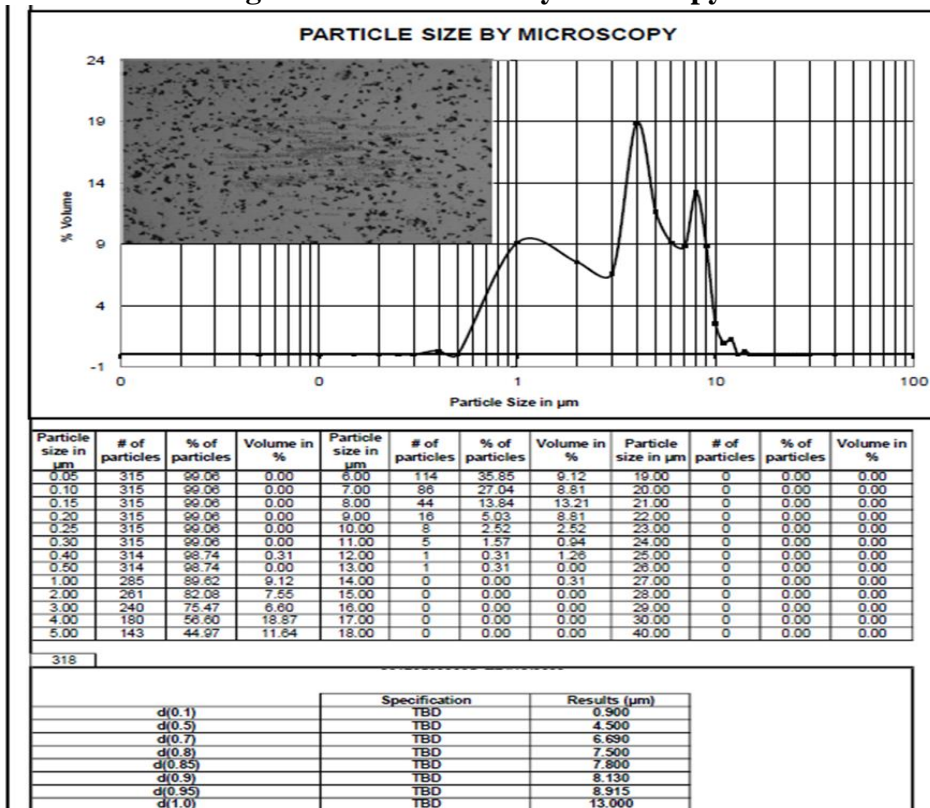 PARTICLE SIZE BY MICROSCOPY
24
19
14
9
4
-1
% Volume
0 0 1 10 100
Particle Size in µm
Particle size in µm # of particles % of particles Volume in % Particle size in µm # of particles % of particles Volume in % Particle size in µm # of particles % of particles Volume in %
0.05 315 99.06 0.00 6.00 114 35.85 9.12 19.00 0 0.00 0.00
0.10 315 99.06 0.00 7.00 86 27.04 8.81 20.00 0 0.00 0.00
0.15 315 99.06 0.00 8.00 44 13.84 13.21 21.00 0 0.00 0.00
0.20 315 99.06 0.00 9.00 16 5.03 8.81 22.00 0 0.00 0.00
0.25 315 99.06 0.00 10.00 8 2.52 2.52 23.00 0 0.00 0.00
0.30 315 99.06 0.00 11.00 5 1.57 0.94 24.00 0 0.00 0.00
0.40 314 98.74 0.31 12.00 1 0.31 1.26 25.00 0 0.00 0.00
0.50 314 98.74 0.00 13.00 1 0.31 0.00 26.00 0 0.00 0.00
1.00 285 89.62 9.12 14.00 0 0.00 0.31 27.00 0 0.00 0.00
2.00 261 82.08 7.55 15.00 0 0.00 0.00 28.00 0 0.00 0.00
3.00 240 75.47 6.60 16.00 0 0.00 0.00 29.00 0 0.00 0.00
4.00 180 56.60 18.87 17.00 0 0.00 0.00 30.00 0 0.00 0.00
5.00 143 44.97 11.64 18.00 0 0.00 0.00 40.00 0 0.00 0.00
318
Specification Results (µm)
d(0.1) TBD 0.900
d(0.5) TBD 4.500
d(0.7) TBD 6.690
d(0.8) TBD 7.500
d(0.85) TBD 7.800
d(0.9) TBD 8.130
d(0.95) TBD 8.915
d(1.0) TBD 13.000